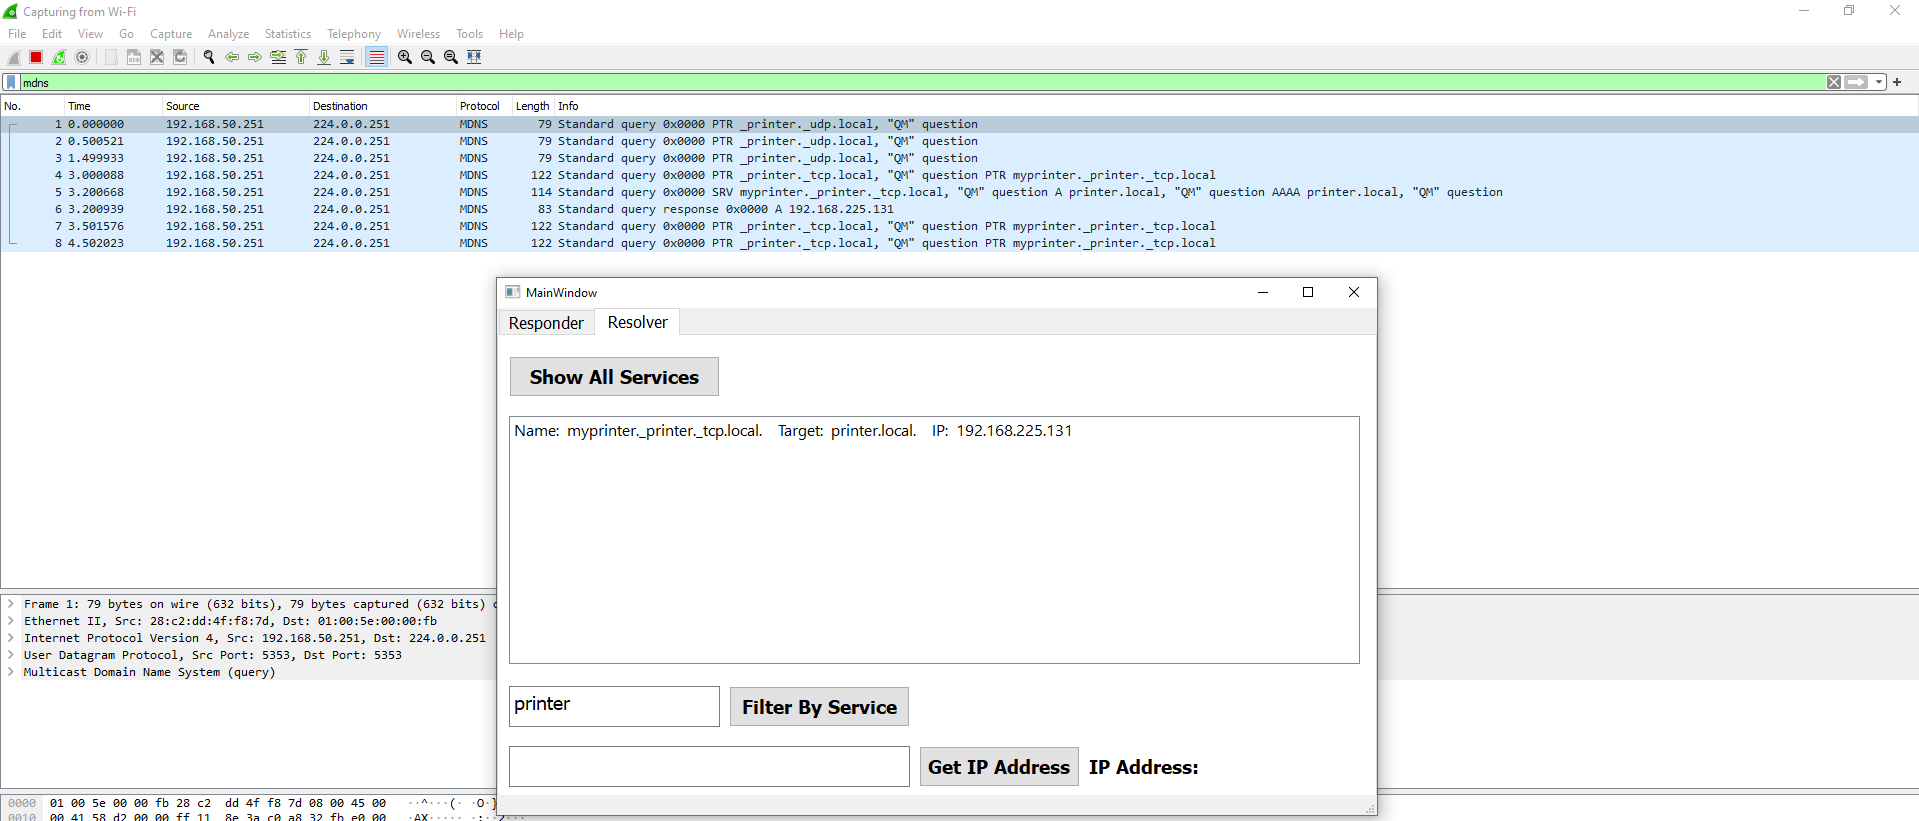 Capturing from Wi-Fi
File Edit View Go Capture Analyze Statistics Telephony Wireless Tools Help
mdns
No. Time Source Destination Protocol Length Info
1 0.000000 192.168.50.251 224.0.0.251 MDNS 79 Standard query 0x0000 PTR _printer._udp.local, "QM" question
2 0.500521 192.168.50.251 224.0.0.251 MDNS 79 Standard query 0x0000 PTR _printer._udp.local, "QM" question
3 1.499933 192.168.50.251 224.0.0.251 MDNS 79 Standard query 0x0000 PTR _printer._udp.local, "QM" question
4 3.000088 192.168.50.251 224.0.0.251 MDNS 122 Standard query 0x0000 PTR _printer._tcp.local, "QM" question PTR myprinter._printer._tcp.local
5 3.200668 192.168.50.251 224.0.0.251 MDNS 114 Standard query 0x0000 SRV myprinter._printer._tcp.local, "QM" question A printer.local, "QM" question AAAA printer.local, "QM" question
6 3.200939 192.168.50.251 224.0.0.251 MDNS 83 Standard query response 0x0000 A 192.168.225.131
7 3.501576 192.168.50.251 224.0.0.251 MDNS 122 Standard query 0x0000 PTR _printer._tcp.local, "QM" question PTR myprinter._printer._tcp.local
8 4.502023 192.168.50.251 224.0.0.251 MDNS 122 Standard query 0x0000 PTR _printer._tcp.local, "QM" question PTR myprinter._printer._tcp.local
MainWindow
Responder Resolver
Show All Services
Name: myprinter._printer._tcp.local. Target: printer.local. IP: 192.168.225.131
printer
Filter By Service
Get IP Address IP Address:
Frame 1: 79 bytes on wire (632 bits), 79 bytes captured (632 bits)
Ethernet II, Src: 28:c2:dd:4f:f8:7d, Dst: 01:00:5e:00:00:fb
Internet Protocol Version 4, Src: 192.168.50.251, Dst: 224.0.0.251
User Datagram Protocol, Src Port: 5353, Dst Port: 5353
Multicast Domain Name System (query)
0000 01 00 5e 00 00 fb 28 c2 dd 4f f8 7d 08 00 45 00 ··^···(· ·O·}
0010 00 41 58 d2 00 00 ff 11 8e 3a c0 a8 32 fb e0 00